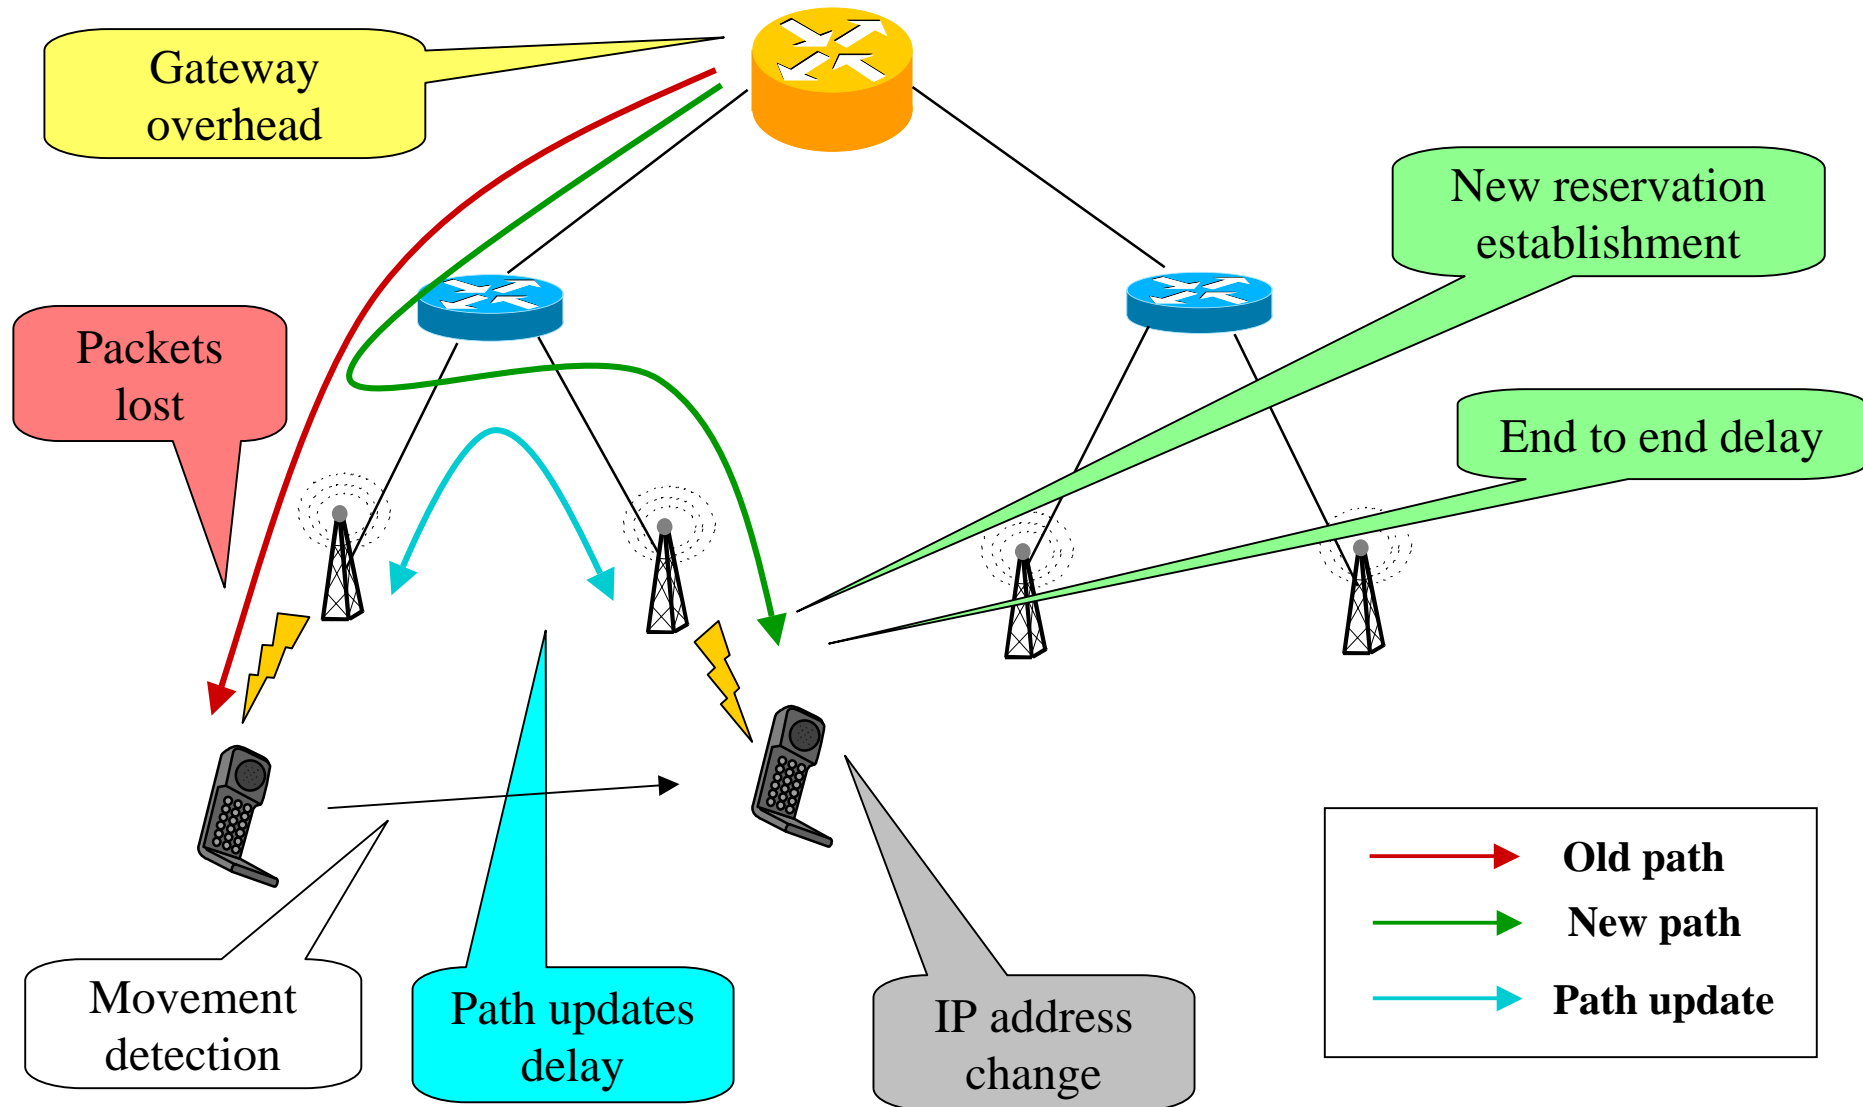 Gateway
overhead
New reservation
establishment
Packets
lost
End to end delay
Movement
detection
Path updates
delay
IP address
change
Old path
New path
Path update